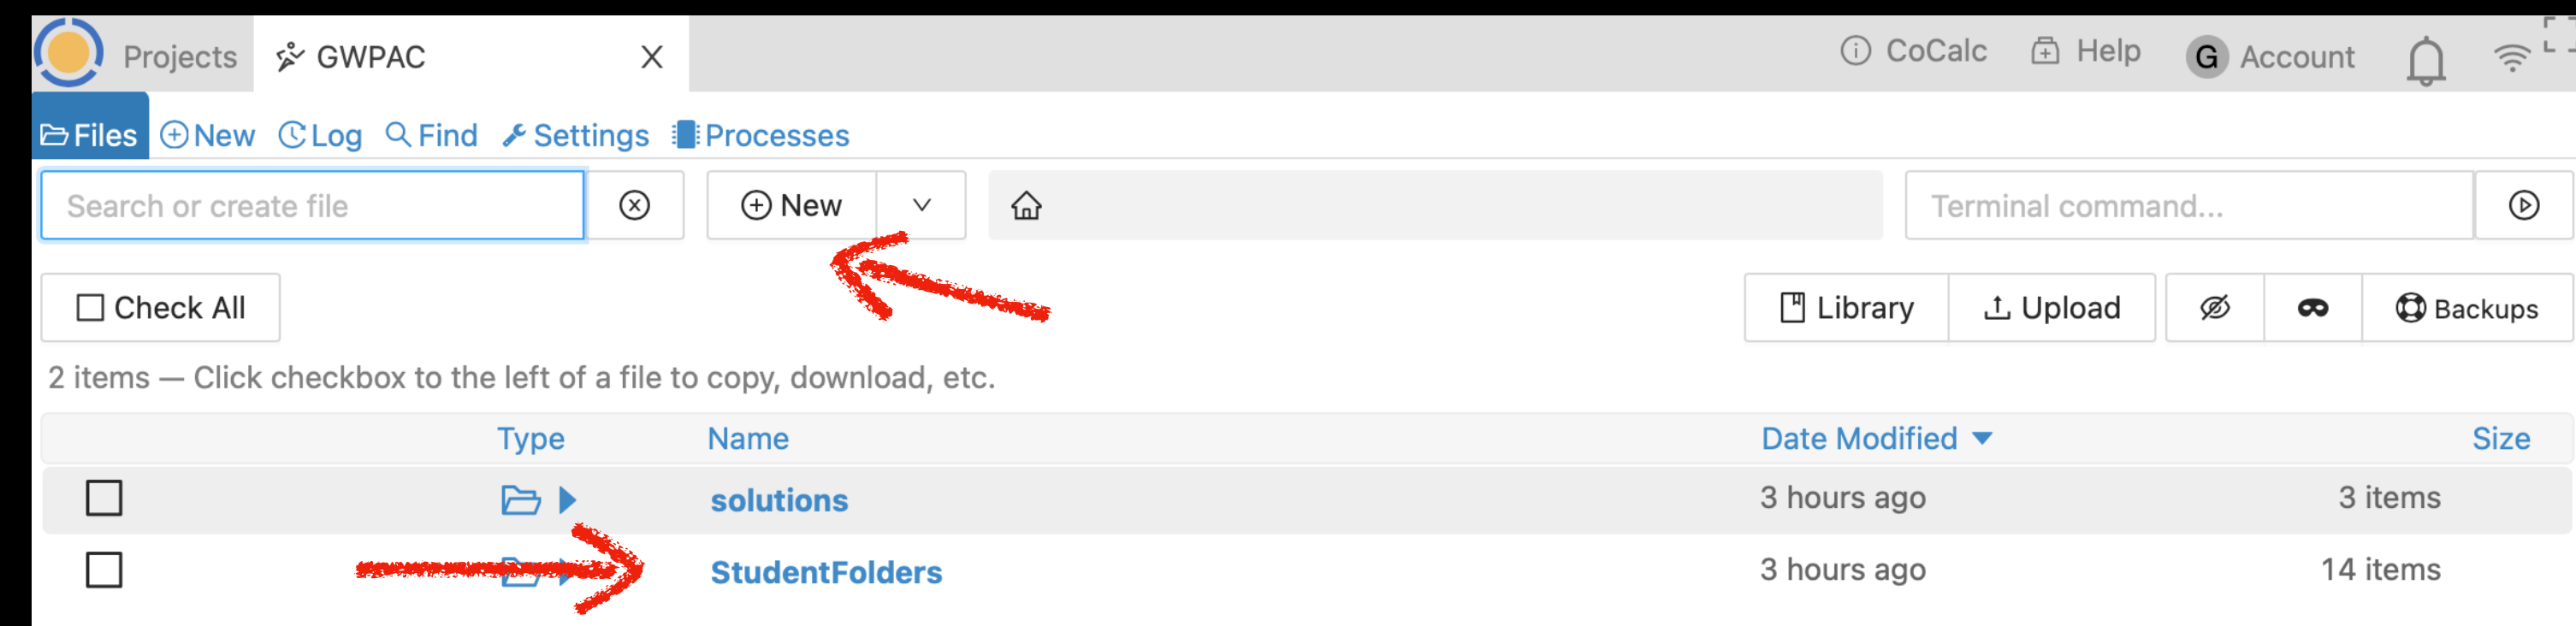 Projects GWPAC X CoCalc Help G Account
Files New Log Find Settings Processes
Search or create file New Terminal command...
Check All Library Upload Backups
2 items — Click checkbox to the left of a file to copy, download, etc.
Type Name Date Modified Size
solutions 3 hours ago 3 items
StudentFolders 3 hours ago 14 items